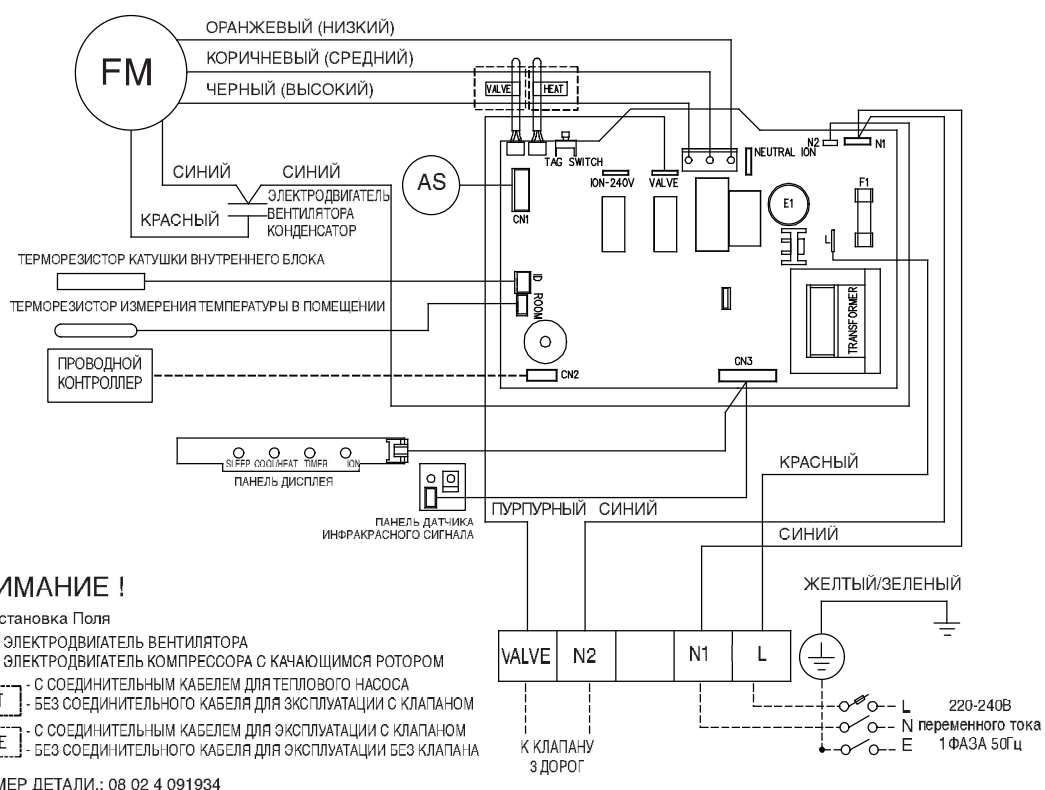 ОРАНЖЕВЫЙ (НИЗКИЙ)
FM
КОРИЧНЕВЫЙ (СРЕДНИЙ)
ЧЕРНЫЙ (ВЫСОКИЙ)
VALVE
HEAT
N2
N1
TAG SWITCH
NEUTRAL ION
СИНИЙ
СИНИЙ
AS
ION-240V
VALVE
F1
E1
ЭЛЕКТРОДВИГАТЕЛЬ
ВЕНТИЛЯТОРА
КОНДЕНСАТОР
КРАСНЫЙ
CN1
L
ТЕРМОРЕЗИСТОР КАТУШКИ ВНУТРЕННЕГО БЛОКА
ID
ROOM
ТЕРМОРЕЗИСТОР ИЗМЕРЕНИЯ ТЕМПЕРАТУРЫ В ПОМЕЩЕНИИ
TRANSFORMER
ПРОВОДНОЙ
КОНТРОЛЛЕР
CN2
CN3
SLEEP COOL/HEAT TIMER ION
ПАНЕЛЬ ДИСПЛЕЯ
КРАСНЫЙ
ПАНЕЛЬ ДАТЧИКА
ИНФРАКРАСНОГО СИГНАЛА
ПУРПУРНЫЙ
СИНИЙ
СИНИЙ
ИМАНИЕ !
становка Поля
ЭЛЕКТРОДВИГАТЕЛЬ ВЕНТИЛЯТОРА
ЭЛЕКТРОДВИГАТЕЛЬ КОМПРЕССОРА С КАЧАЮЩИМСЯ РОТОРОМ
T
- С СОЕДИНИТЕЛЬНЫМ КАБЕЛЕМ ДЛЯ ТЕПЛОВОГО НАСОСА
- БЕЗ СОЕДИНИТЕЛЬНОГО КАБЕЛЯ ДЛЯ ЗКСПЛУАТАЦИИ С КЛАПАНОМ
E
- С СОЕДИНИТЕЛЬНЫМ КАБЕЛЕМ ДЛЯ ЭКСПЛУАТАЦИИ С КЛАПАНОМ
- БЕЗ СОЕДИНИТЕЛЬНОГО КАБЕЛЯ ДЛЯ ЭКСПЛУАТАЦИИ БЕЗ КЛАПАНА
МЕР ДЕТАЛИ.: 08 02 4 091934
ЖЕЛТЫЙ/ЗЕЛЕНЫЙ
VALVE
N2
N1
L
К КЛАПАНУ
3 ДОРОГ
L
N
E
220-240В
переменного тока
1ФАЗА 50Гц